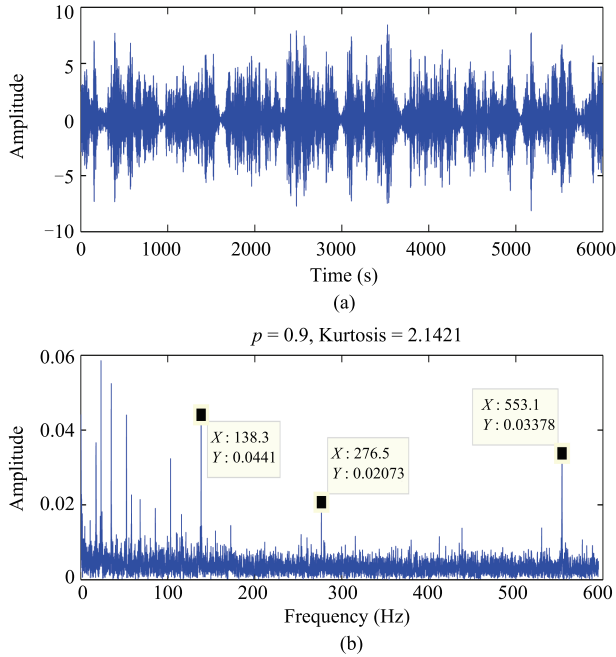 10
5
0
−5
−10
Amplitude
0 1000 2000 3000 4000 5000 6000
Time (s)
(a)
p = 0.9, Kurtosis = 2.1421
0.06
0.04
0.02
0
Amplitude
X : 138.3
Y : 0.0441
X : 276.5
Y : 0.02073
X : 553.1
Y : 0.03378
0 100 200 300 400 500 600
Frequency (Hz)
(b)